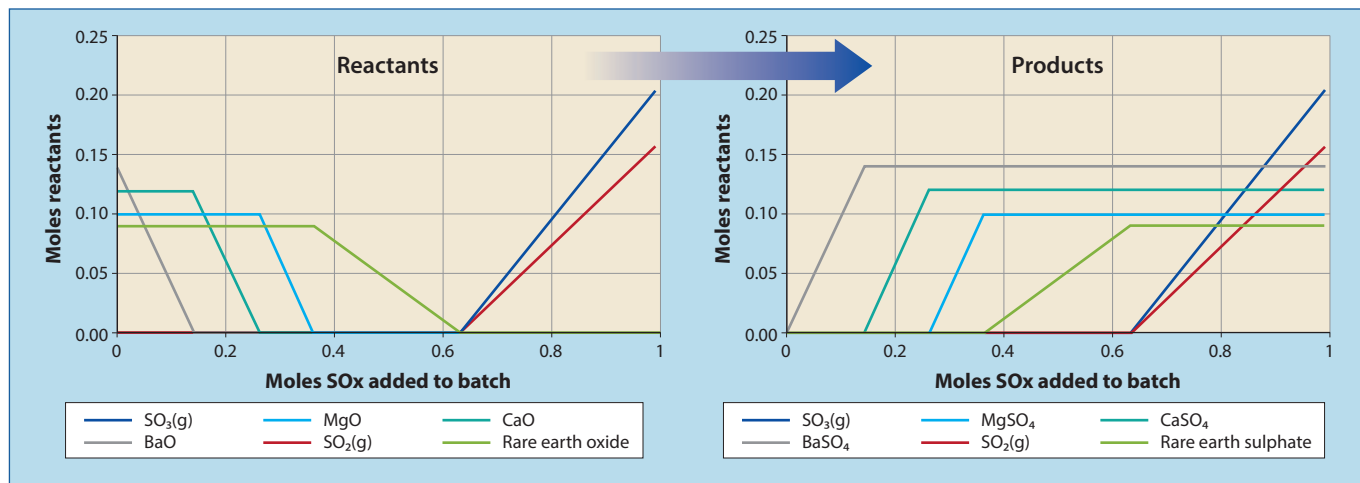 Reactants
Moles reactants
0.25
0.20
0.15
0.10
0.05
0.00
0 0.2 0.4 0.6 0.8 1
Moles SOx added to batch
SO₃(g) MgO CaO
BaO SO₂(g) Rare earth oxide
Products
Moles reactants
0.25
0.20
0.15
0.10
0.05
0.00
0 0.2 0.4 0.6 0.8 1
Moles SOx added to batch
SO₃(g) MgSO₄ CaSO₄
BaSO₄ SO₂(g) Rare earth sulphate